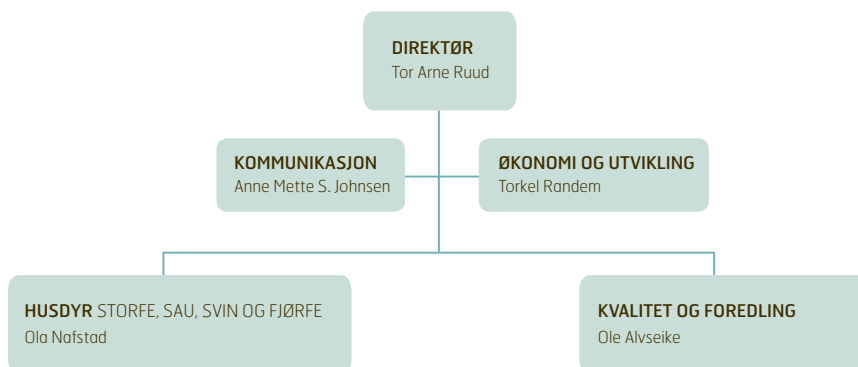 DIREKTØR
Tor Arne Ruud
KOMMUNIKASJON
Anne Mette S. Johnsen
ØKONOMI OG UTVIKLING
Torkel Randem
HUSDYR STORFE, SAU, SVIN OG FJØRFE
Ola Nafstad
KVALITET OG FOREDLING
Ole Alvseike